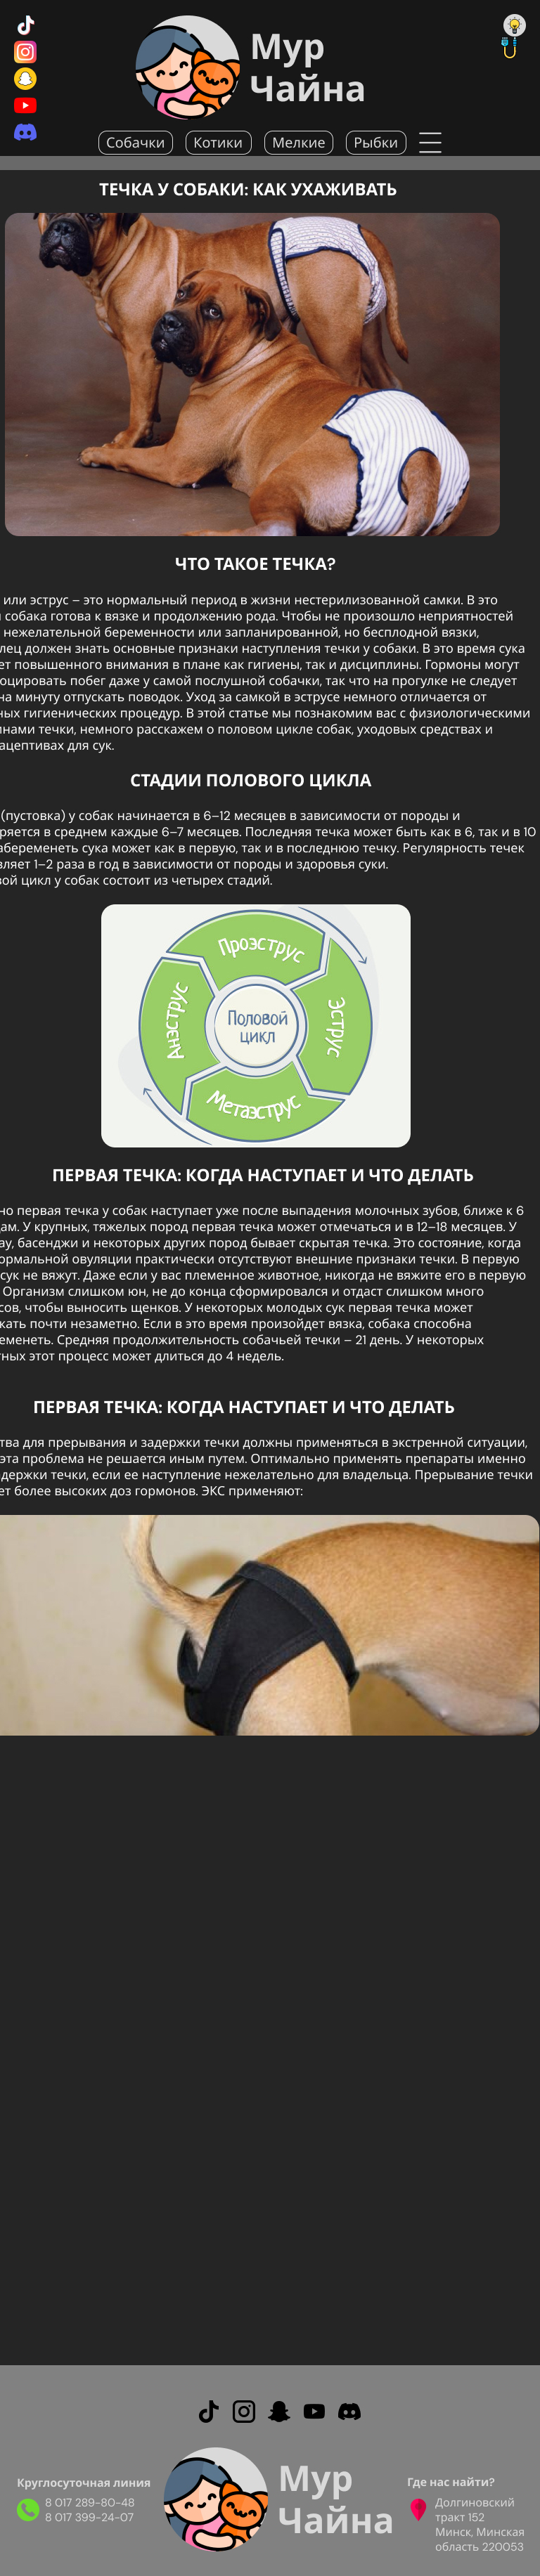 Мур
Чайна
Собачки Котики Мелкие Рыбки
ТЕЧКА У СОБАКИ: КАК УХАЖИВАТЬ
ЧТО ТАКОЕ ТЕЧКА?
или эструс – это нормальный период в жизни нестерилизованной самки. В это
собака готова к вязке и продолжению рода. Чтобы не произошло неприятностей
нежелательной беременности или запланированной, но бесплодной вязки,
лец должен знать основные признаки наступления течки у собаки. В это время сука
ет повышенного внимания в плане как гигиены, так и дисциплины. Гормоны могут
оцировать побег даже у самой послушной собачки, так что на прогулке не следует
на минуту отпускать поводок. Уход за самкой в эструсе немного отличается от
ных гигиенических процедур. В этой статье мы познакомим вас с физиологическими
инами течки, немного расскажем о половом цикле собак, уходовых средствах и
ацептивах для сук.
СТАДИИ ПОЛОВОГО ЦИКЛА
(пустовка) у собак начинается в 6–12 месяцев в зависимости от породы и
ряется в среднем каждые 6–7 месяцев. Последняя течка может быть как в 6, так и в 10
абеременеть сука может как в первую, так и в последнюю течку. Регулярность течек
вляет 1–2 раза в год в зависимости от породы и здоровья суки.
вой цикл у собак состоит из четырех стадий.
Проэструс
Эструс
Метаэструс
Анэструс
Половой
цикл
ПЕРВАЯ ТЕЧКА: КОГДА НАСТУПАЕТ И ЧТО ДЕЛАТЬ
но первая течка у собак наступает уже после выпадения молочных зубов, ближе к 6
ам. У крупных, тяжелых пород первая течка может отмечаться и в 12–18 месяцев. У
ау, басенджи и некоторых других пород бывает скрытая течка. Это состояние, когда
ормальной овуляции практически отсутствуют внешние признаки течки. В первую
сук не вяжут. Даже если у вас племенное животное, никогда не вяжите его в первую
Организм слишком юн, не до конца сформировался и отдаст слишком много
сов, чтобы выносить щенков. У некоторых молодых сук первая течка может
кать почти незаметно. Если в это время произойдет вязка, собака способна
еменеть. Средняя продолжительность собачьей течки – 21 день. У некоторых
тных этот процесс может длиться до 4 недель.
ПЕРВАЯ ТЕЧКА: КОГДА НАСТУПАЕТ И ЧТО ДЕЛАТЬ
тва для прерывания и задержки течки должны применяться в экстренной ситуации,
эта проблема не решается иным путем. Оптимально применять препараты именно
держки течки, если ее наступление нежелательно для владельца. Прерывание течки
ет более высоких доз гормонов. ЭКС применяют:
Мур
Чайна
Круглосуточная линия
8 017 289-80-48
8 017 399-24-07
Где нас найти?
Долгиновский
тракт 152
Минск, Минская
область 220053